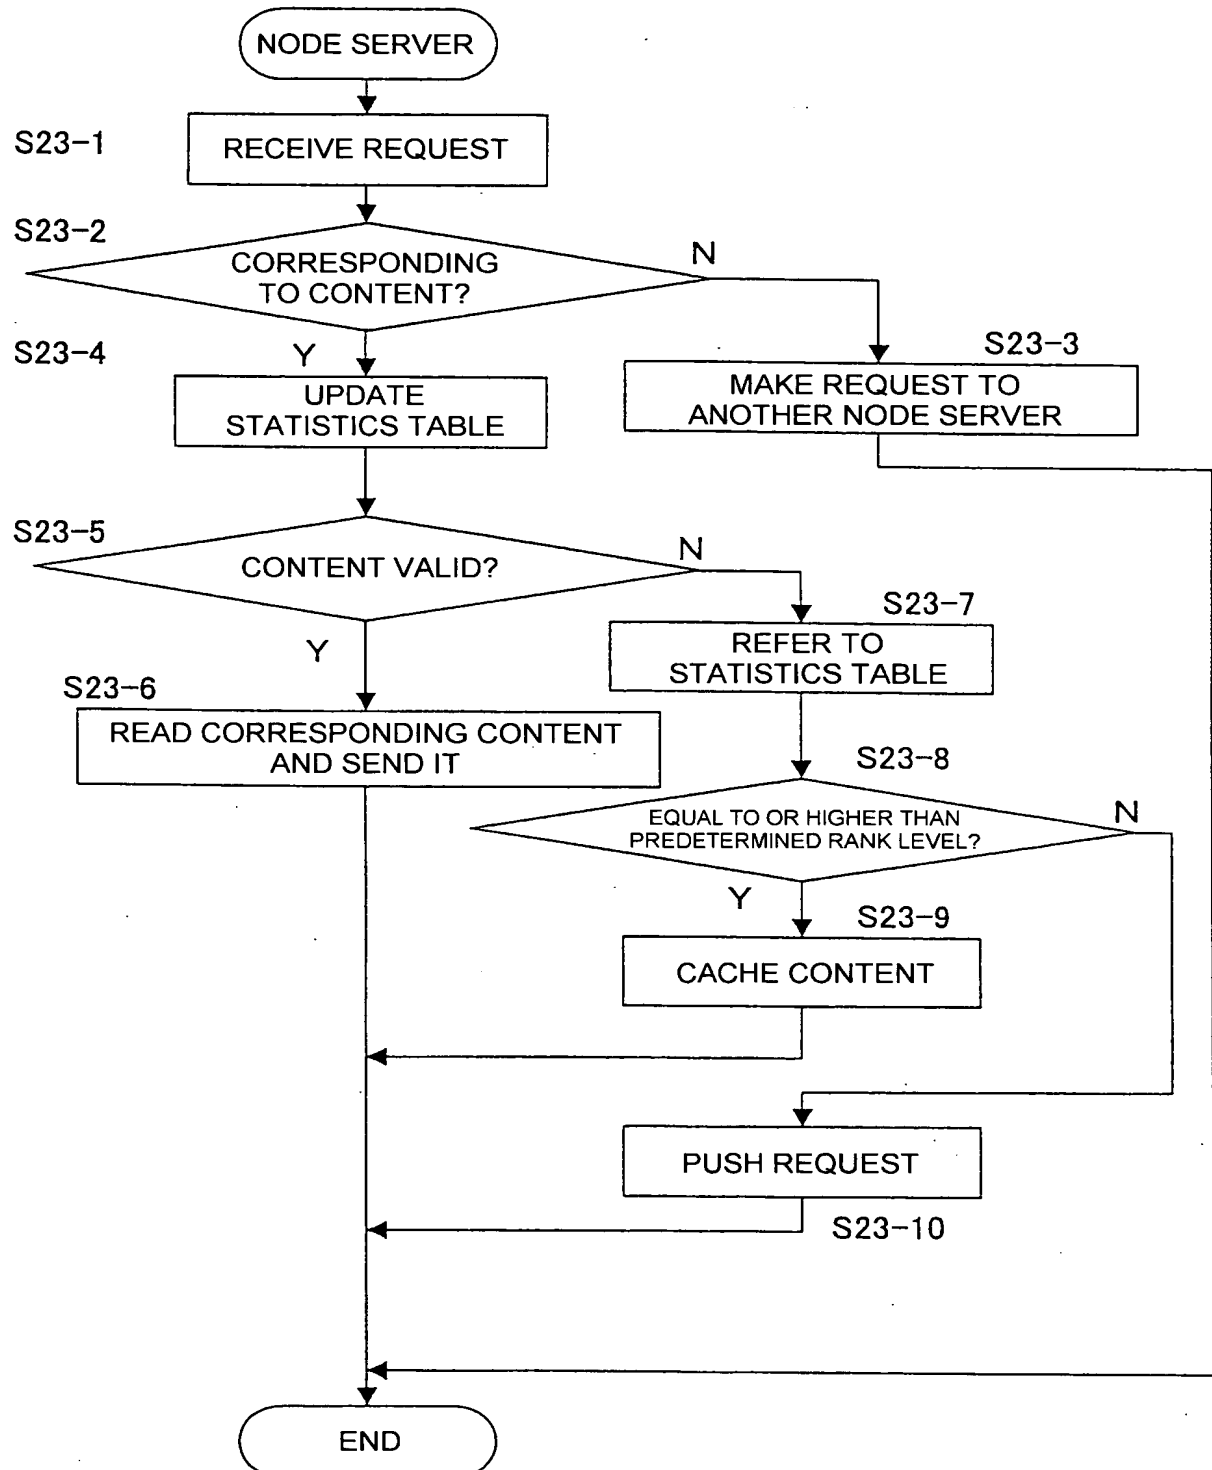 NODE SERVER
S23-1
RECEIVE REQUEST
S23-2
CORRESPONDING
TO CONTENT?
N
Y
S23-3
MAKE REQUEST TO
ANOTHER NODE SERVER
S23-4
UPDATE
STATISTICS TABLE
S23-5
CONTENT VALID?
N
Y
S23-7
REFER TO
STATISTICS TABLE
S23-6
READ CORRESPONDING CONTENT
AND SEND IT
S23-8
EQUAL TO OR HIGHER THAN
PREDETERMINED RANK LEVEL?
N
Y
S23-9
CACHE CONTENT
PUSH REQUEST
S23-10
END